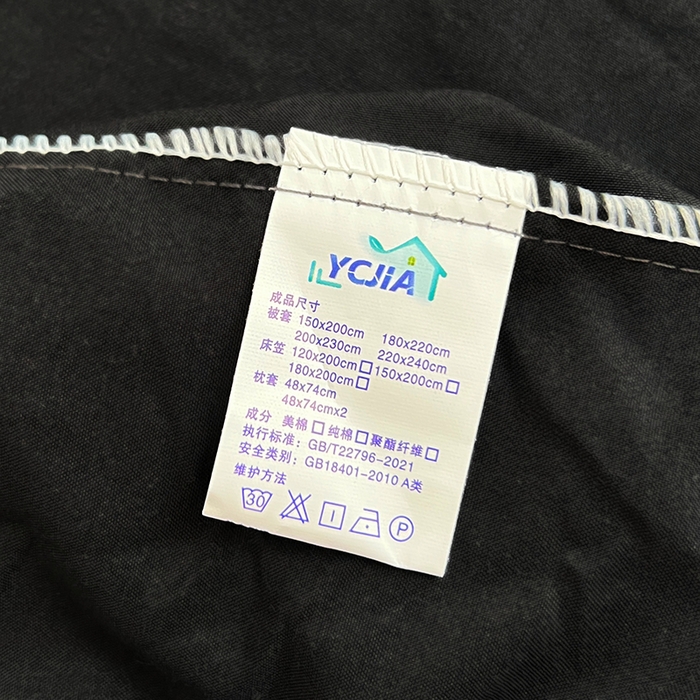 YCJiA
成品尺寸
被套 150x200cm 180x220cm
200x230cm 220x240cm
床笠 120x200cm□150x200cm□
180x200cm□
枕套 48x74cm
48x74cmx2
成分 美棉□纯棉□聚酯纤维□
执行标准：GB/T22796-2021
安全类别：GB18401-2010 A类
维护方法
30 P